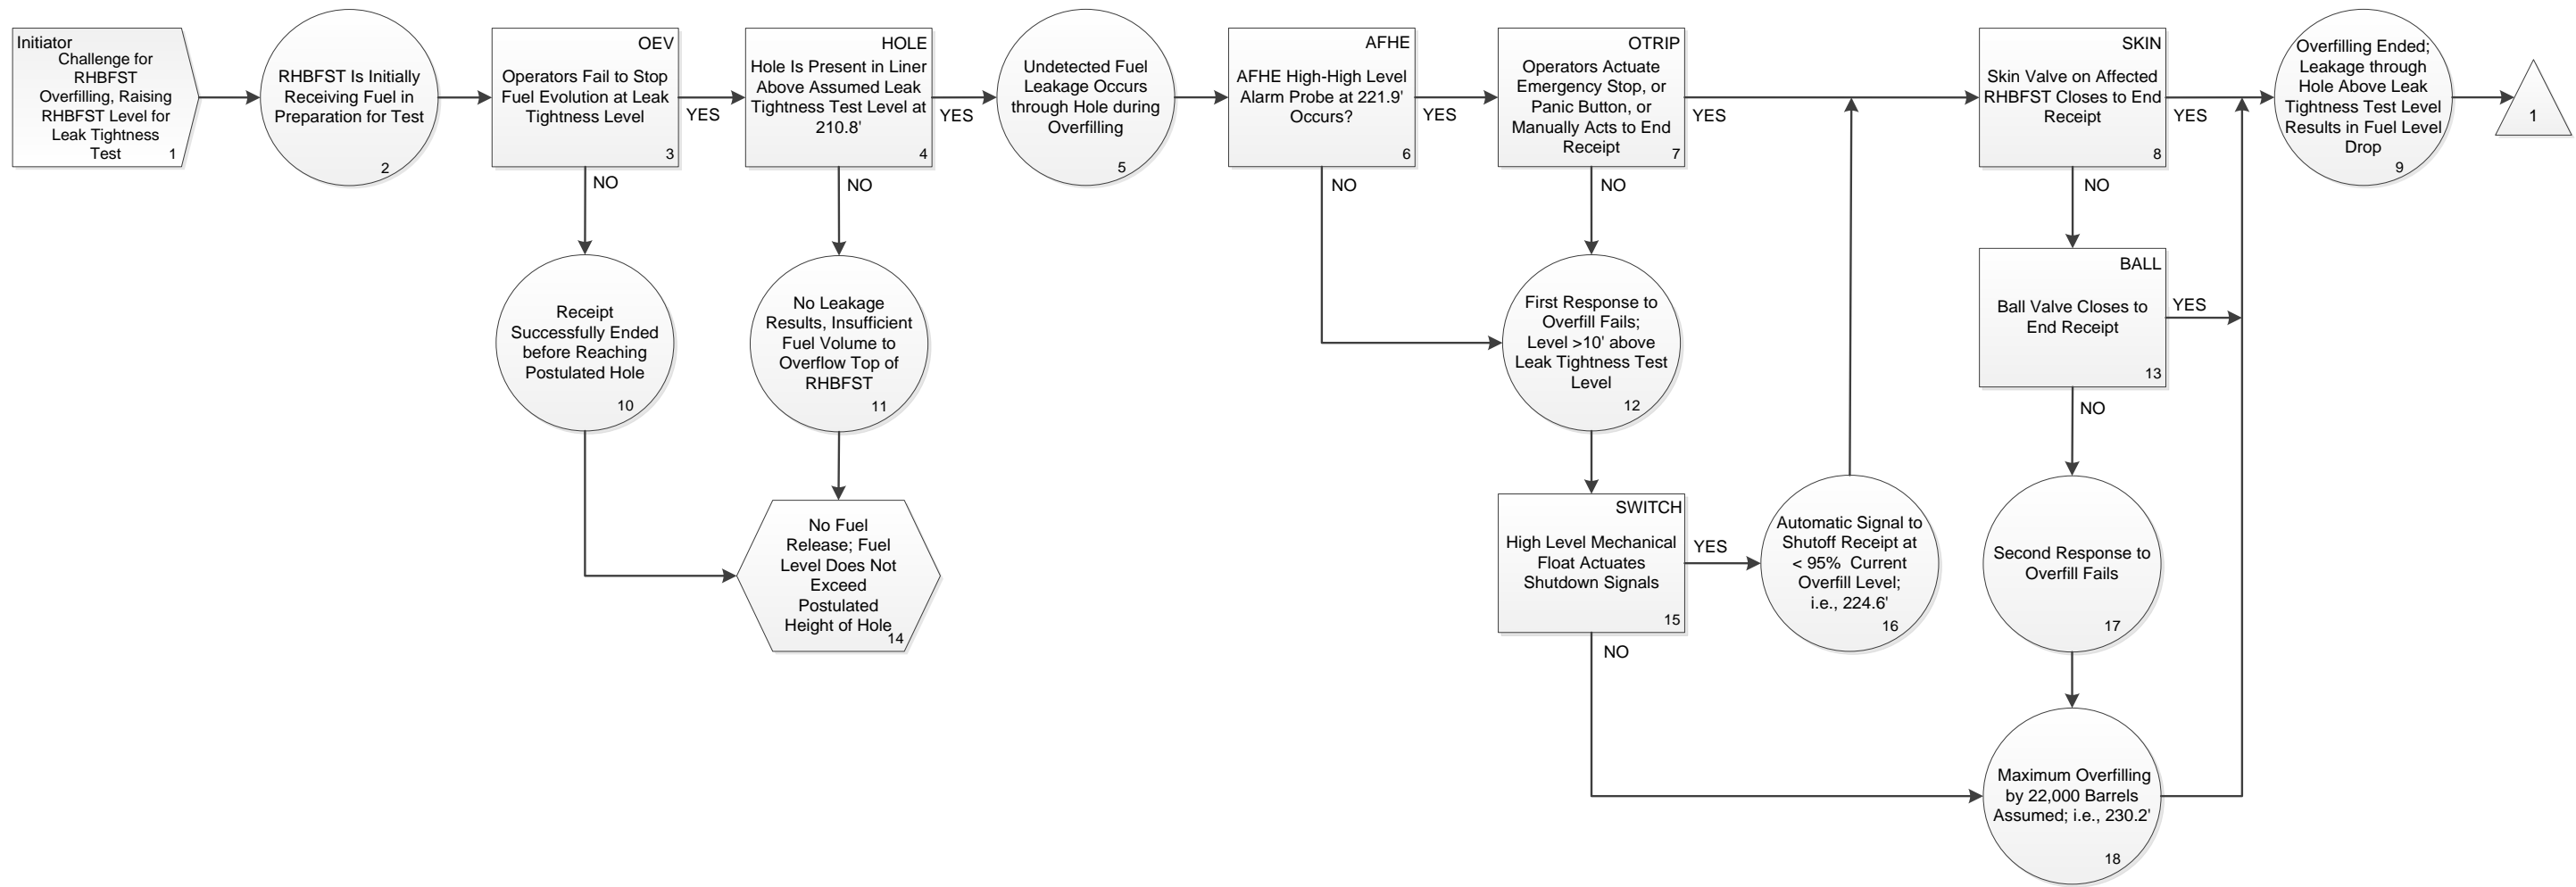 Initiator
Challenge for
RHBFST
Overfilling, Raising
RHBFST Level for
Leak Tightness
Test
1
RHBFST Is Initially
Receiving Fuel in
Preparation for Test
2
OEV
Operators Fail to Stop
Fuel Evolution at Leak
Tightness Level
3
YES
NO
HOLE
Hole Is Present in Liner
Above Assumed Leak
Tightness Test Level at
210.8'
4
YES
NO
Undetected Fuel
Leakage Occurs
through Hole during
Overfilling
5
AFHE
AFHE High-High Level
Alarm Probe at 221.9'
Occurs?
6
YES
NO
OTRIP
Operators Actuate
Emergency Stop, or
Panic Button, or
Manually Acts to End
Receipt
7
YES
NO
SKIN
Skin Valve on Affected
RHBFST Closes to End
Receipt
8
YES
NO
Overfilling Ended;
Leakage through
Hole Above Leak
Tightness Test Level
Results in Fuel Level
Drop
9
1
Receipt
Successfully Ended
before Reaching
Postulated Hole
10
No Leakage
Results, Insufficient
Fuel Volume to
Overflow Top of
RHBFST
11
First Response to
Overfill Fails;
Level >10' above
Leak Tightness Test
Level
12
BALL
Ball Valve Closes to
End Receipt
13
YES
NO
No Fuel
Release; Fuel
Level Does Not
Exceed
Postulated
Height of Hole
14
SWITCH
High Level Mechanical
Float Actuates
Shutdown Signals
15
YES
NO
Automatic Signal to
Shutoff Receipt at
< 95% Current
Overfill Level;
i.e., 224.6'
16
Second Response to
Overfill Fails
17
Maximum Overfilling
by 22,000 Barrels
Assumed; i.e., 230.2'
18